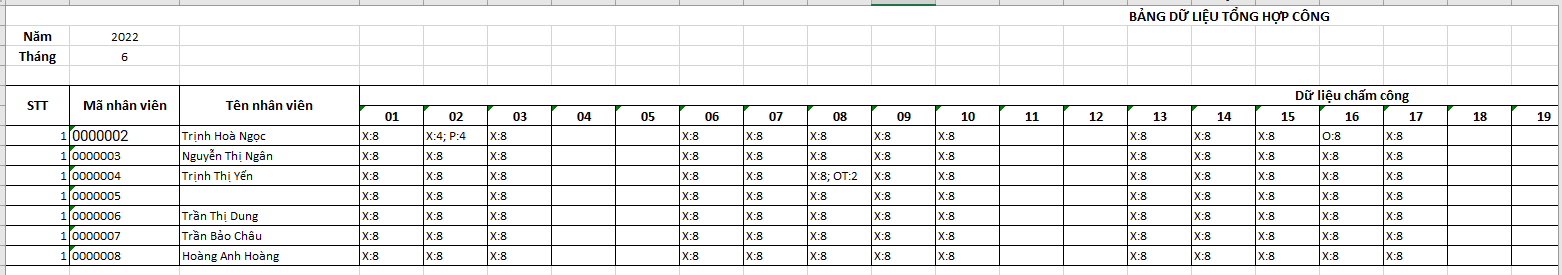 BẢNG DỮ LIỆU TỔNG HỢP CÔNG
Năm 2022
Tháng 6
STT Mã nhân viên Tên nhân viên Dữ liệu chấm công
01 02 03 04 05 06 07 08 09 10 11 12 13 14 15 16 17 18 19
1 0000002 Trịnh Hoà Ngọc X:8 X:4; P:4 X:8 X:8 X:8 X:8 X:8 X:8 X:8 X:8 X:8 O:8 X:8
1 0000003 Nguyễn Thị Ngân X:8 X:8 X:8 X:8 X:8 X:8 X:8 X:8 X:8 X:8 X:8 X:8 X:8
1 0000004 Trịnh Thị Yến X:8 X:8 X:8 X:8 X:8 X:8; OT:2 X:8 X:8 X:8 X:8 X:8 X:8 X:8
1 0000005 X:8 X:8 X:8 X:8 X:8 X:8 X:8 X:8 X:8 X:8 X:8 X:8 X:8
1 0000006 Trần Thị Dung X:8 X:8 X:8 X:8 X:8 X:8 X:8 X:8 X:8 X:8 X:8 X:8 X:8
1 0000007 Trần Bảo Châu X:8 X:8 X:8 X:8 X:8 X:8 X:8 X:8 X:8 X:8 X:8 X:8 X:8
1 0000008 Hoàng Anh Hoàng X:8 X:8 X:8 X:8 X:8 X:8 X:8 X:8 X:8 X:8 X:8 X:8 X:8